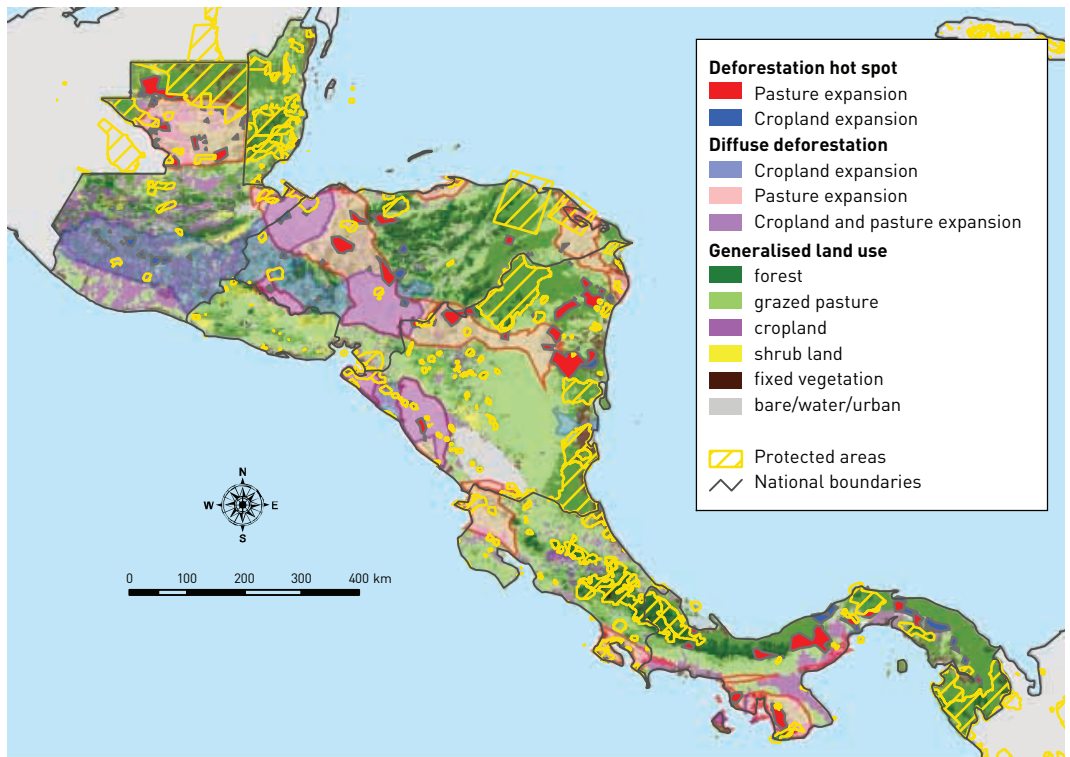 Deforestation hot spot
Pasture expansion
Cropland expansion
Diffuse deforestation
Cropland expansion
Pasture expansion
Cropland and pasture expansion
Generalised land use
forest
grazed pasture
cropland
shrub land
fixed vegetation
bare/water/urban
Protected areas
National boundaries
N
W E
S
0 100 200 300 400 km